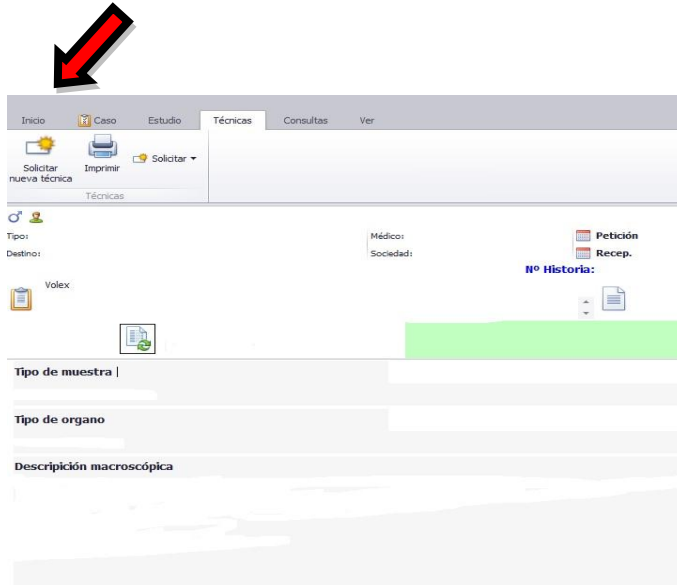 Inicio Caso Estudio Técnicas Consultas Ver
Solicitar nueva técnica
Imprimir
Solicitar
Técnicas
Tipo: Médico: Petición
Destino: Sociedad: Recep.
Nº Historia:
Volex
Tipo de muestra
Tipo de organo
Descripición macroscópica